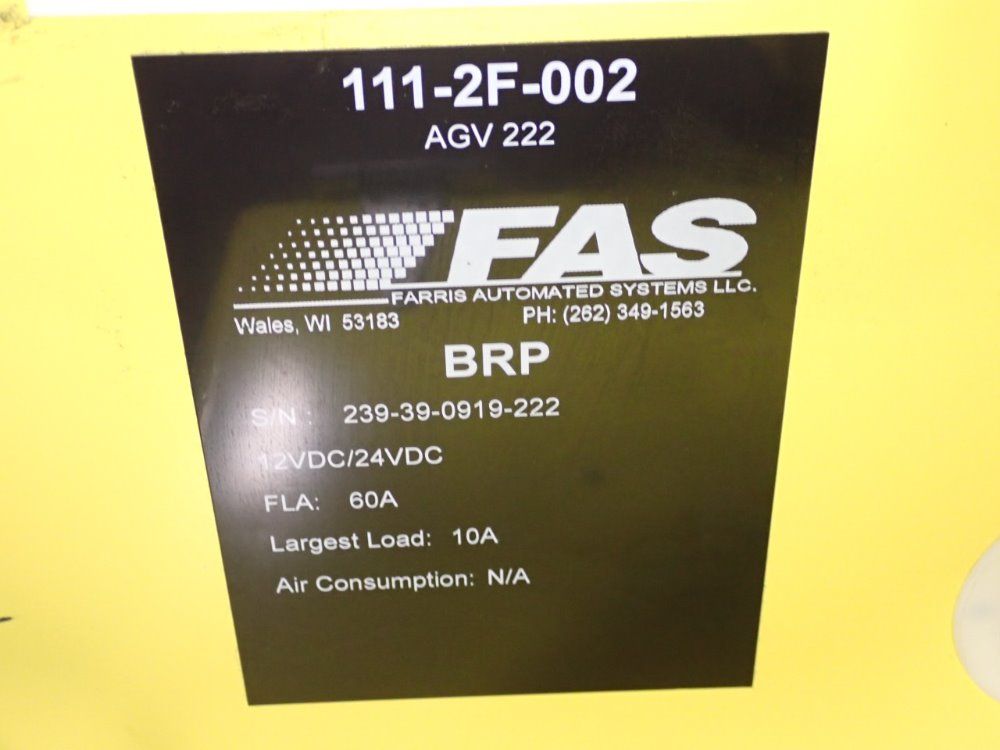 111-2F-002
AGV 222
FAS
FARRIS AUTOMATED SYSTEMS LLC.
Wales, WI 53183 PH: (262) 349-1563
BRP
S/N : 239-39-0919-222
12VDC/24VDC
FLA: 60A
Largest Load: 10A
Air Consumption: N/A